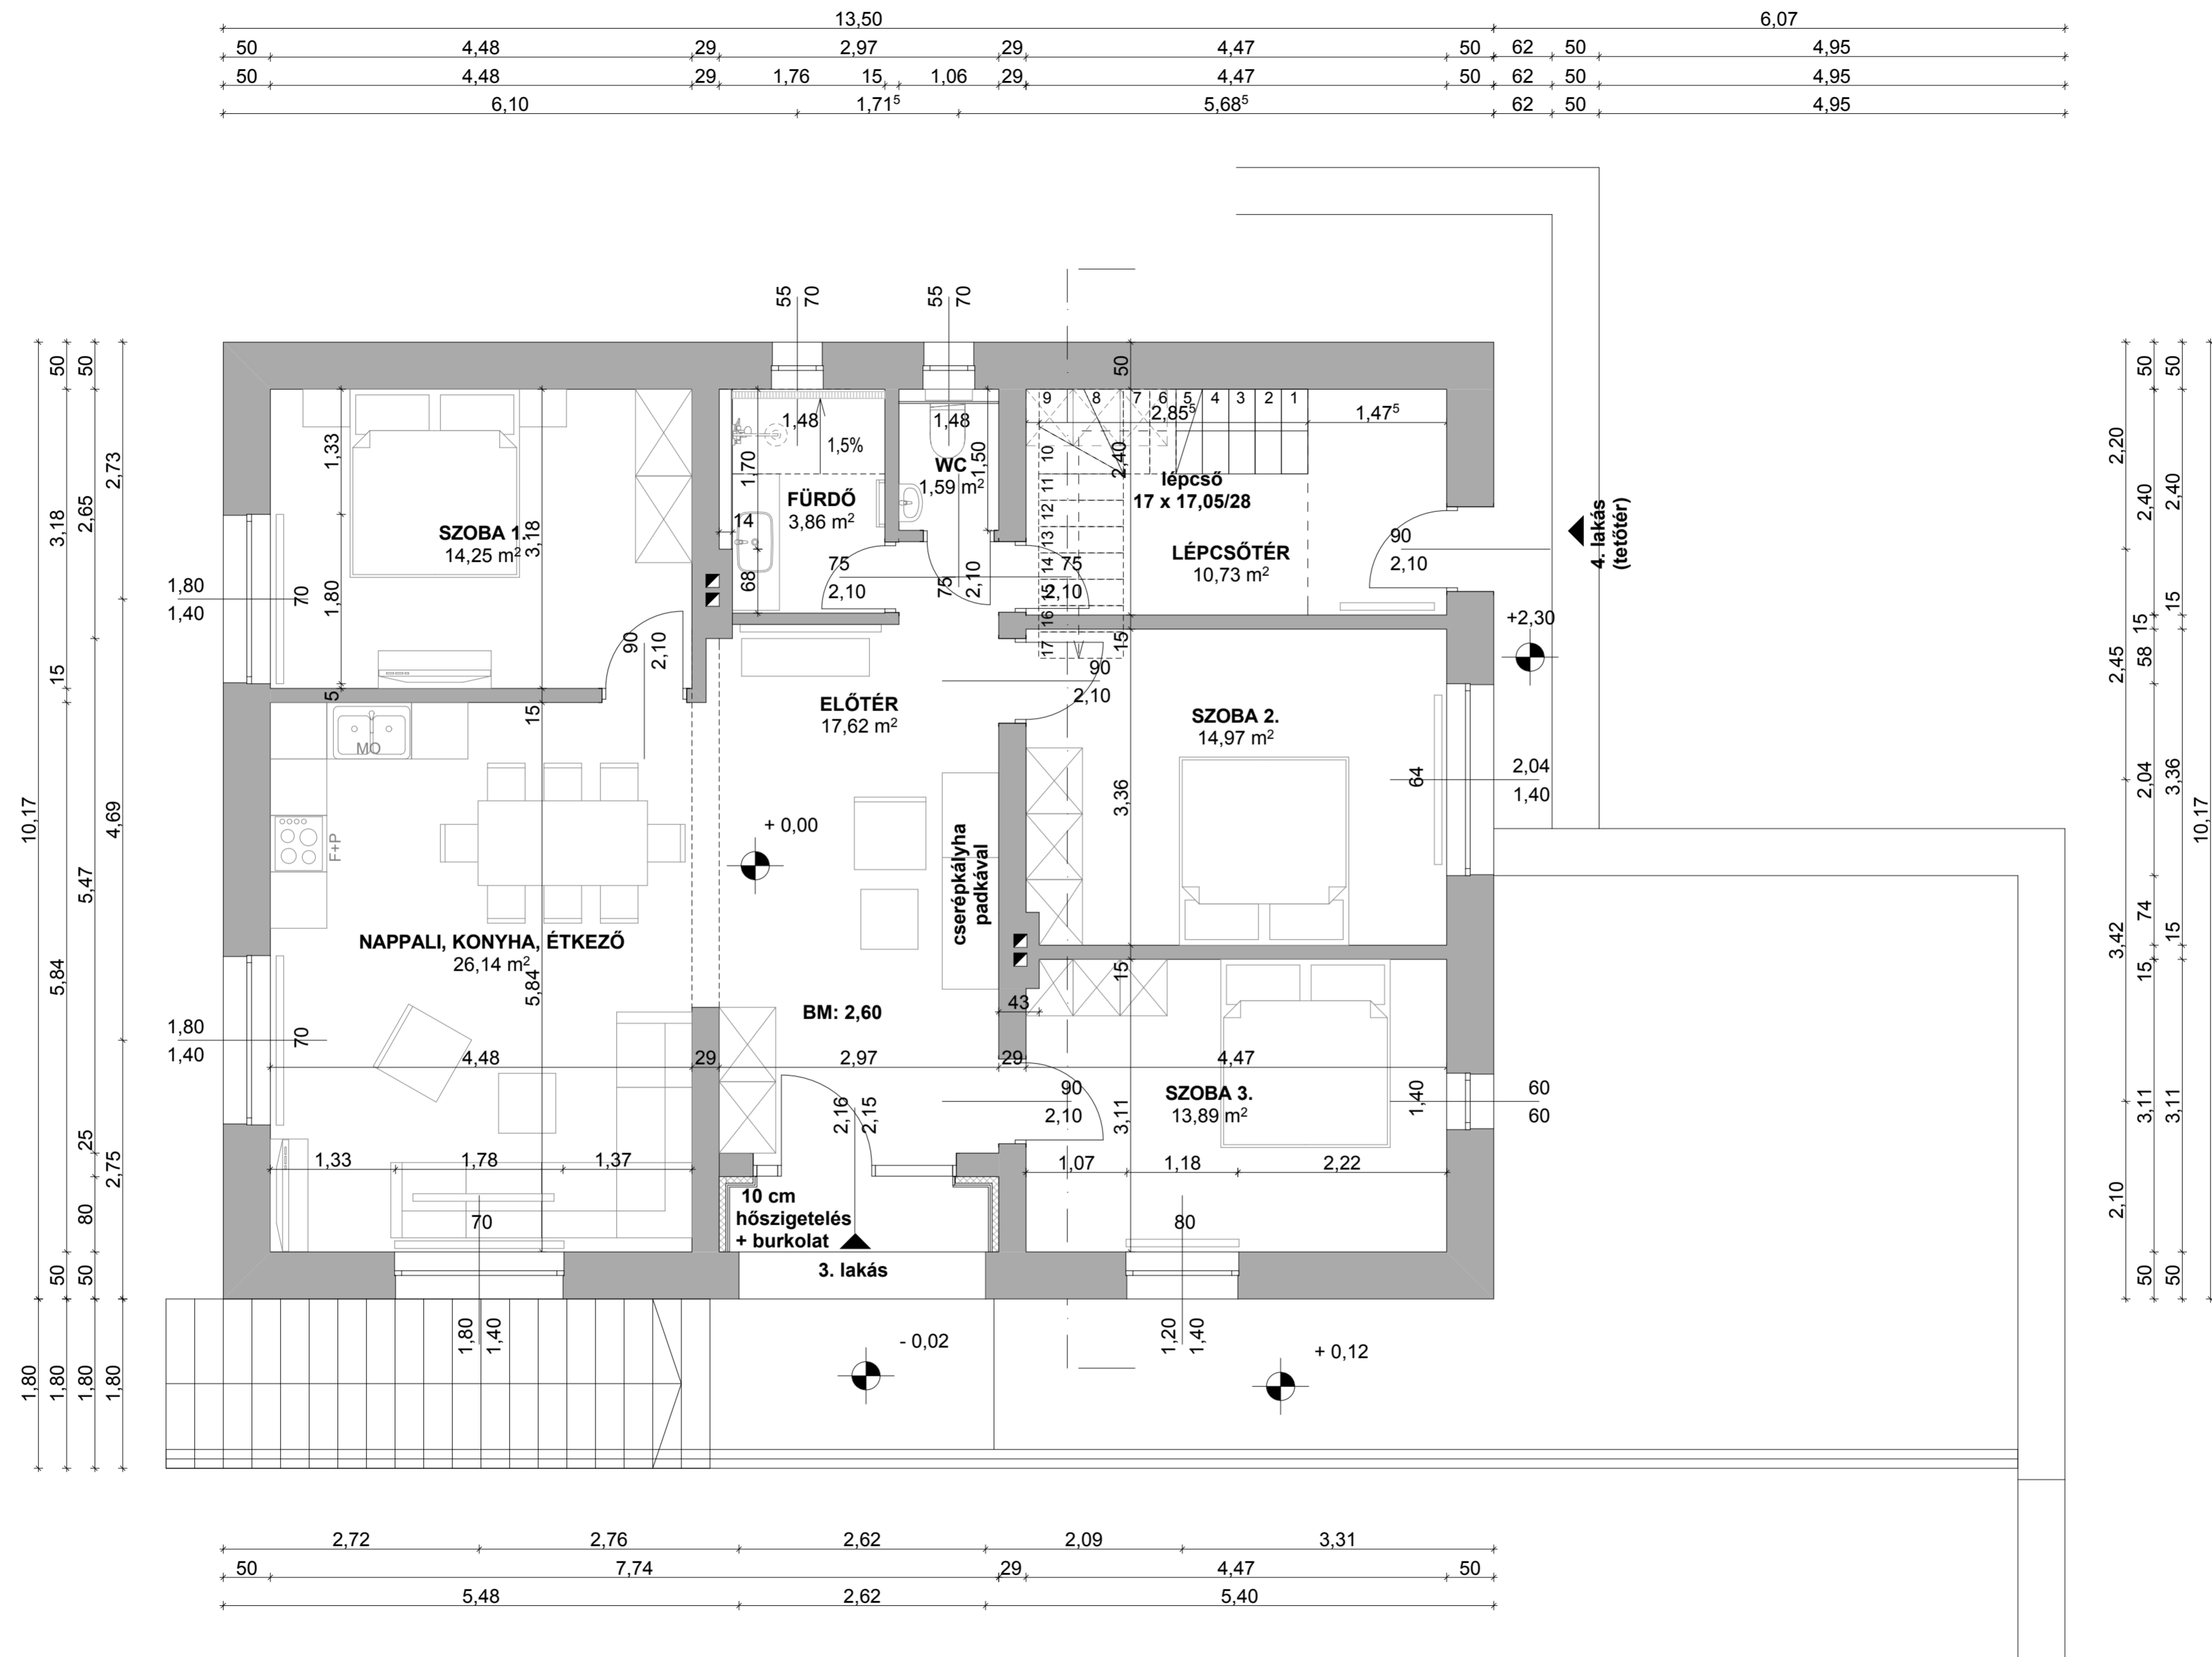 13,50 6,07
50 4,48 29 2,97 29 4,47 50 62 50 4,95
50 4,48 29 1,76 15 1,06 29 4,47 50 62 50 4,95
6,10 1,71⁵ 5,68⁵ 62 50 4,95
55 70
55 70
50
9 8 7 6 5 4 3 2 1
2,85⁵ 1,47⁵
1,33
1,48
1,5%
1,48
1,50
1,70
WC
1,59 m²
10
11
12
13
14
15
16
17
2,40
lépcső
17 x 17,05/28
FÜRDŐ
3,86 m²
14
SZOBA 1.
14,25 m²
3,18
LÉPCSŐTÉR
10,73 m²
90
2,10
4. lakás
(tetőtér)
75
2,10
75
2,10
75
2,10
68
1,80
1,40
70
1,80
+2,30
90
2,10
15
5
15
90
2,10
ELŐTÉR
17,62 m²
SZOBA 2.
14,97 m²
MO
F+P
+ 0,00
3,36
64
2,04
1,40
cserépkályha
padkával
NAPPALI, KONYHA, ÉTKEZŐ
26,14 m²
5,84
BM: 2,60
15
43
1,80
1,40
70
4,48 29 2,97 29 4,47
90
2,10
2,16
2,15
SZOBA 3.
13,89 m²
3,11
1,40
60
60
1,33 1,78 1,37
1,07 1,18 2,22
10 cm
hőszigetelés
+ burkolat
70
80
3. lakás
1,80
1,40
- 0,02
1,20
1,40
+ 0,12
10,17 1,80
50 3,18 15 5,84 50 1,80
50 2,65 5,47 25 80 50 1,80
2,73 4,69 2,75 1,80
2,20 2,45 3,42 2,10
50 2,40 15 58 2,04 74 15 3,11 50
50 2,40 15 3,36 15 3,11 50
10,17
2,72 2,76 2,62 2,09 3,31
50 7,74 29 4,47 50
5,48 2,62 5,40